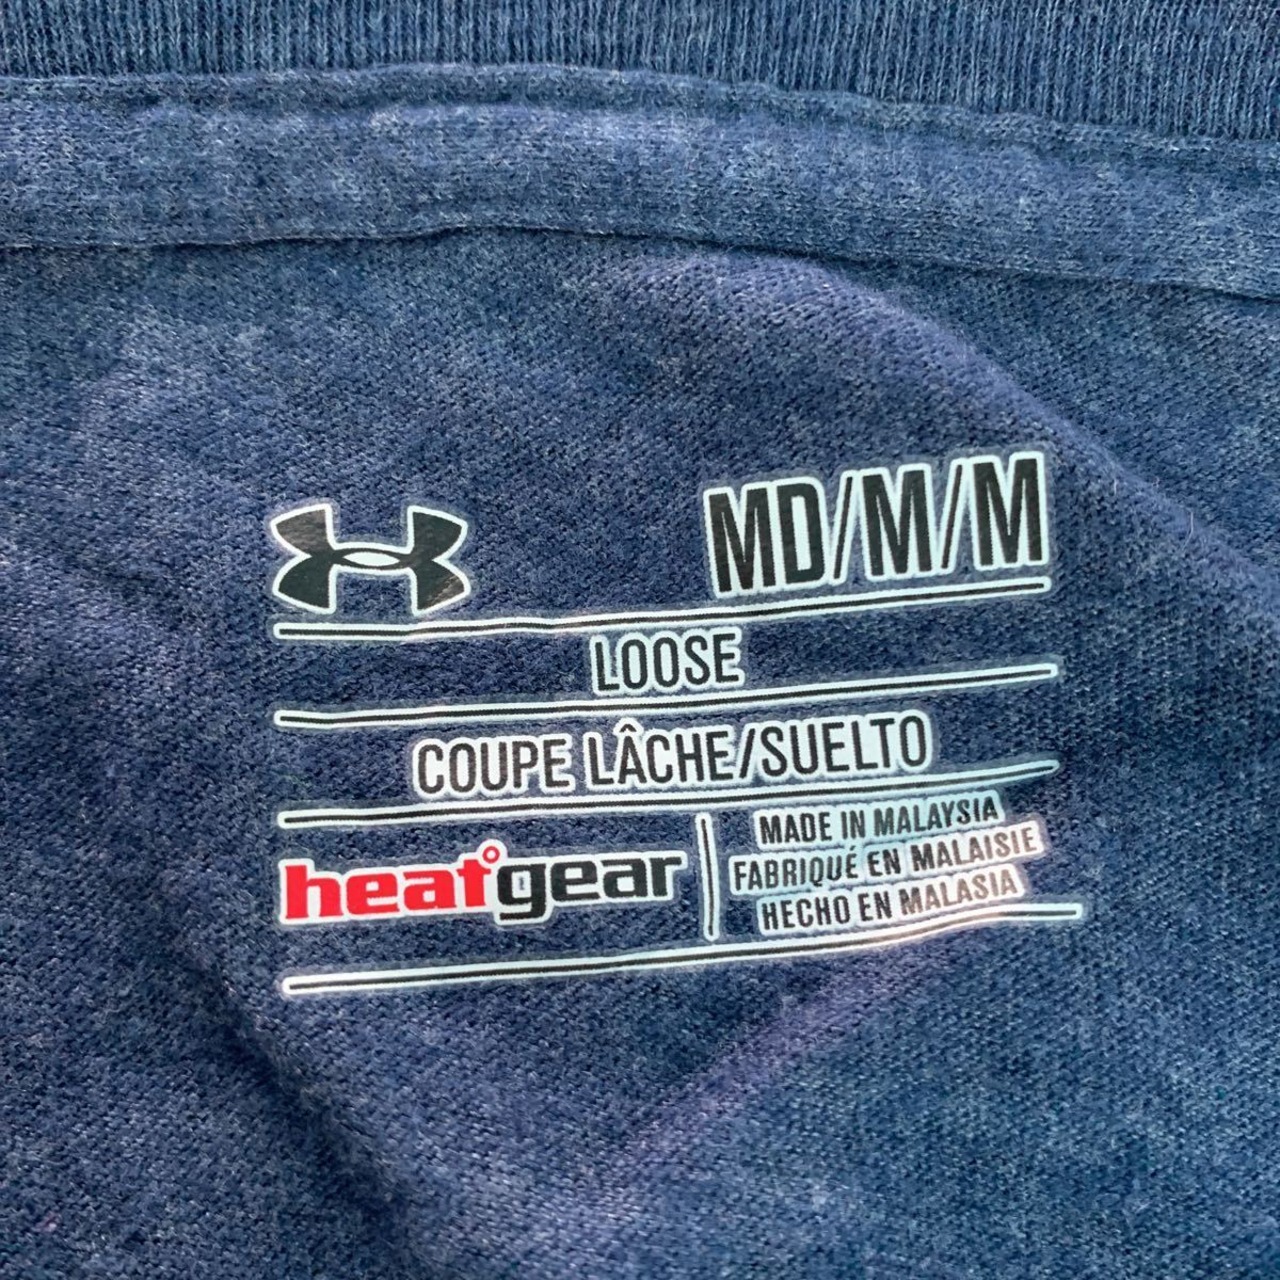 MD/M/M
LOOSE
COUPE LÂCHE/SUELTO
heatgear
MADE IN MALAYSIA
FABRIQUÉ EN MALAISIE
HECHO EN MALASIA